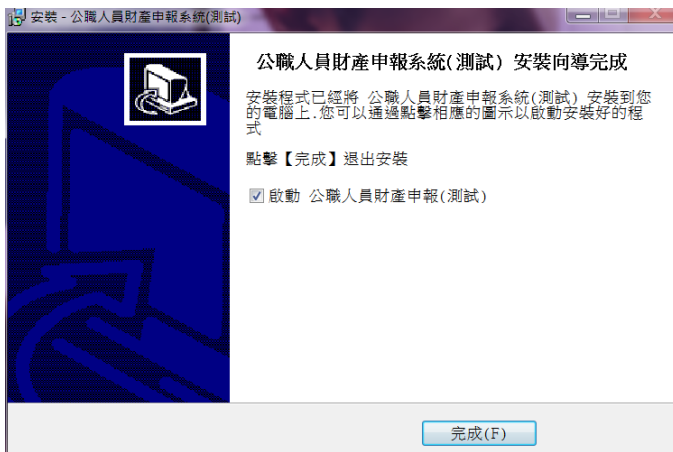 安裝 - 公職人員財產申報系統(測試)
公職人員財產申報系統(測試) 安裝向導完成
安裝程式已經將 公職人員財產申報系統(測試) 安裝到您
的電腦上.您可以通過點擊相應的圖示以啟動安裝好的程
式
點擊【完成】退出安裝
啟動 公職人員財產申報(測試)
完成(F)